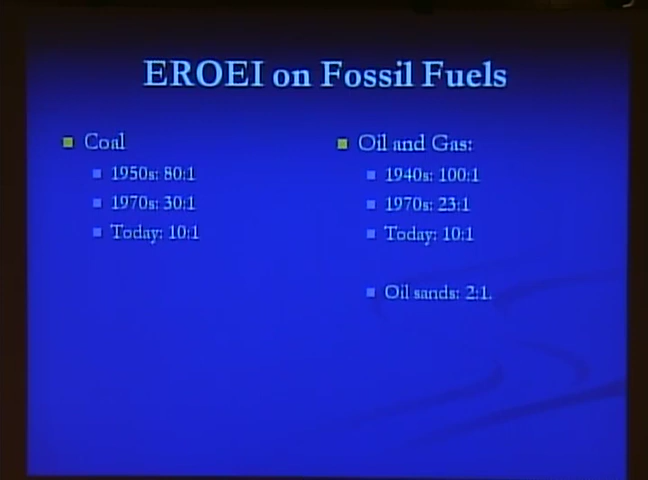 EROEI on Fossil Fuels
Coal
1950s: 80:1
1970s: 30:1
Today: 10:1
Oil and Gas:
1940s: 100:1
1970s: 23:1
Today: 10:1
Oil sands: 2:1.